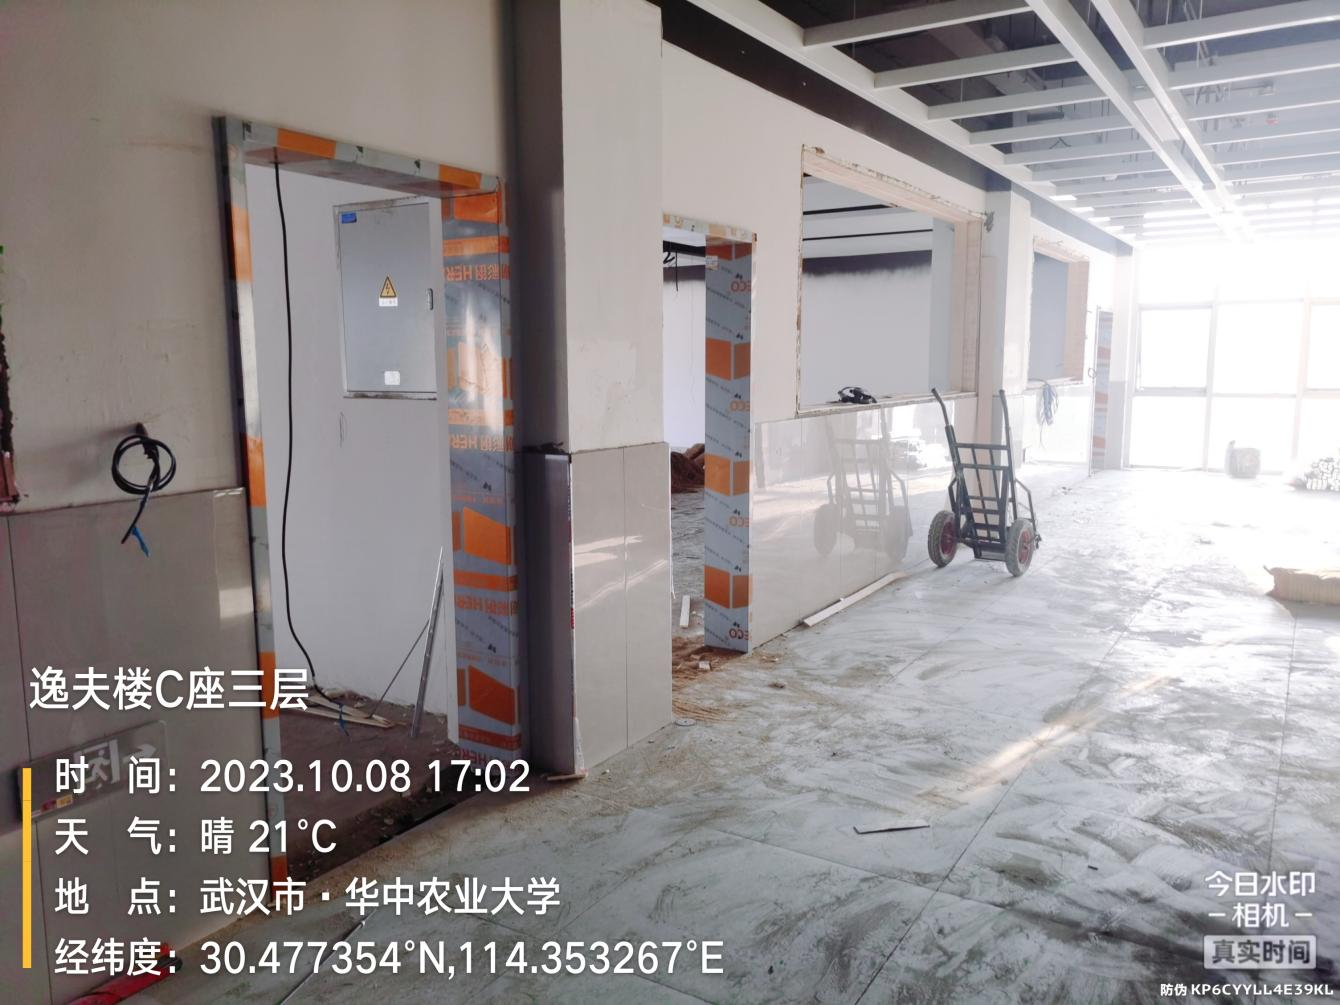 逸夫楼C座三层
时 间：2023.10.08 17:02
天 气：晴 21°C
地 点：武汉市·华中农业大学
经纬度：30.477354°N,114.353267°E
今日水印
相机
真实时间
防伪 KP6CYYLL4E39KL